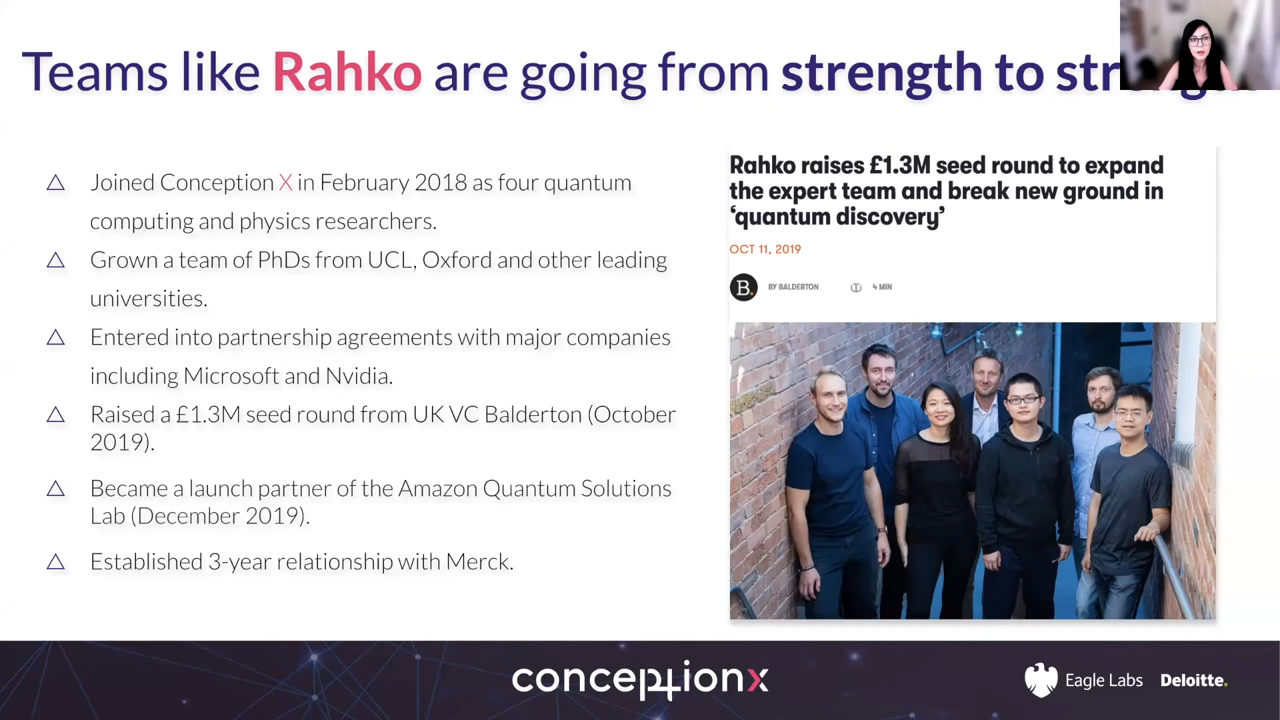 Teams like Rahko are going from strength to
Joined Conception X in February 2018 as four quantum
computing and physics researchers.
Grown a team of PhDs from UCL, Oxford and other leading
universities.
Entered into partnership agreements with major companies
including Microsoft and Nvidia.
Raised a £1.3M seed round from UK VC Balderton (October
2019).
Became a launch partner of the Amazon Quantum Solutions
Lab (December 2019).
Established 3-year relationship with Merck.
Rahko raises £1.3M seed round to expand
the expert team and break new ground in
‘quantum discovery’
OCT 11, 2019
B.
BY BALDERTON
4 MIN
conceptionx
Eagle Labs
Deloitte.